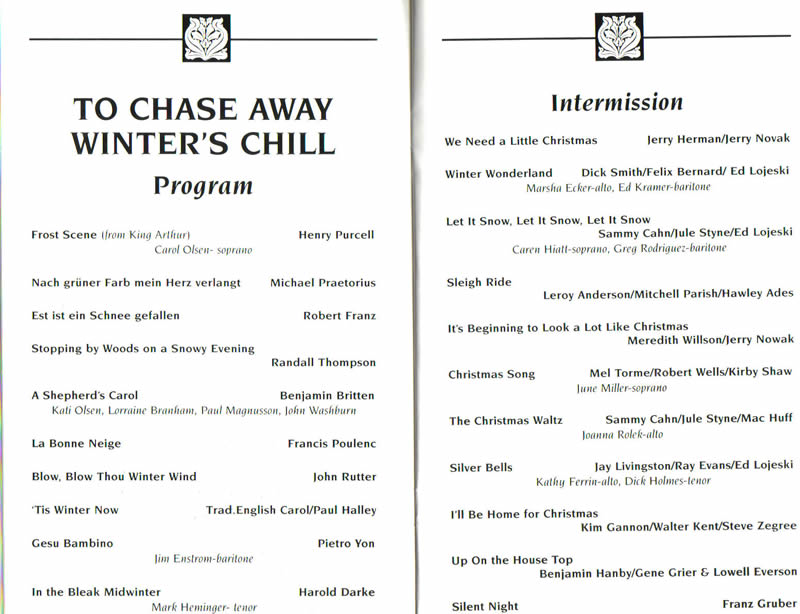 TO CHASE AWAY
WINTER'S CHILL
Program
Frost Scene (from King Arthur) Henry Purcell
Carol Olsen- soprano
Nach grüner Farb mein Herz verlangt Michael Praetorius
Est ist ein Schnee gefallen Robert Franz
Stopping by Woods on a Snowy Evening
Randall Thompson
A Shepherd's Carol Benjamin Britten
Kati Olsen, Lorraine Branham, Paul Magnusson, John Washburn
La Bonne Neige Francis Poulenc
Blow, Blow Thou Winter Wind John Rutter
'Tis Winter Now Trad.English Carol/Paul Halley
Gesu Bambino Pietro Yon
Jim Enstrom-baritone
In the Bleak Midwinter Harold Darke
Mark Heminger- tenor
Intermission
We Need a Little Christmas Jerry Herman/Jerry Novak
Winter Wonderland Dick Smith/Felix Bernard/ Ed Lojeski
Marsha Ecker-alto, Ed Kramer-baritone
Let It Snow, Let It Snow, Let It Snow
Sammy Cahn/Jule Styne/Ed Lojeski
Caren Hiatt-soprano, Greg Rodriguez-baritone
Sleigh Ride
Leroy Anderson/Mitchell Parish/Hawley Ades
It's Beginning to Look a Lot Like Christmas
Meredith Willson/Jerry Nowak
Christmas Song Mel Torme/Robert Wells/Kirby Shaw
June Miller-soprano
The Christmas Waltz Sammy Cahn/Jule Styne/Mac Huff
Joanna Rolek-alto
Silver Bells Jay Livingston/Ray Evans/Ed Lojeski
Kathy Ferrin-alto, Dick Holmes-tenor
I'll Be Home for Christmas
Kim Gannon/Walter Kent/Steve Zegree
Up On the House Top
Benjamin Hanby/Gene Grier & Lowell Everson
Silent Night Franz Gruber